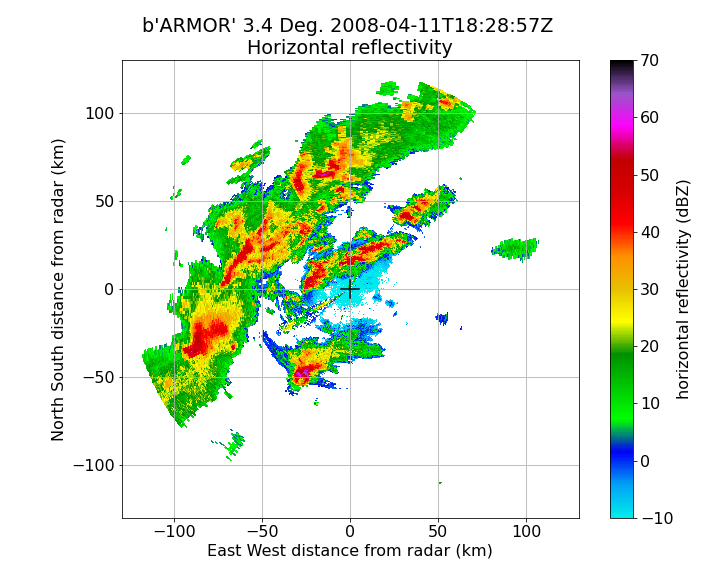 b'ARMOR' 3.4 Deg. 2008-04-11T18:28:57Z
Horizontal reflectivity
North South distance from radar (km)
100
50
0
−50
−100
−100 −50 0 50 100
East West distance from radar (km)
70
60
50
40
30
20
10
0
−10
horizontal reflectivity (dBZ)